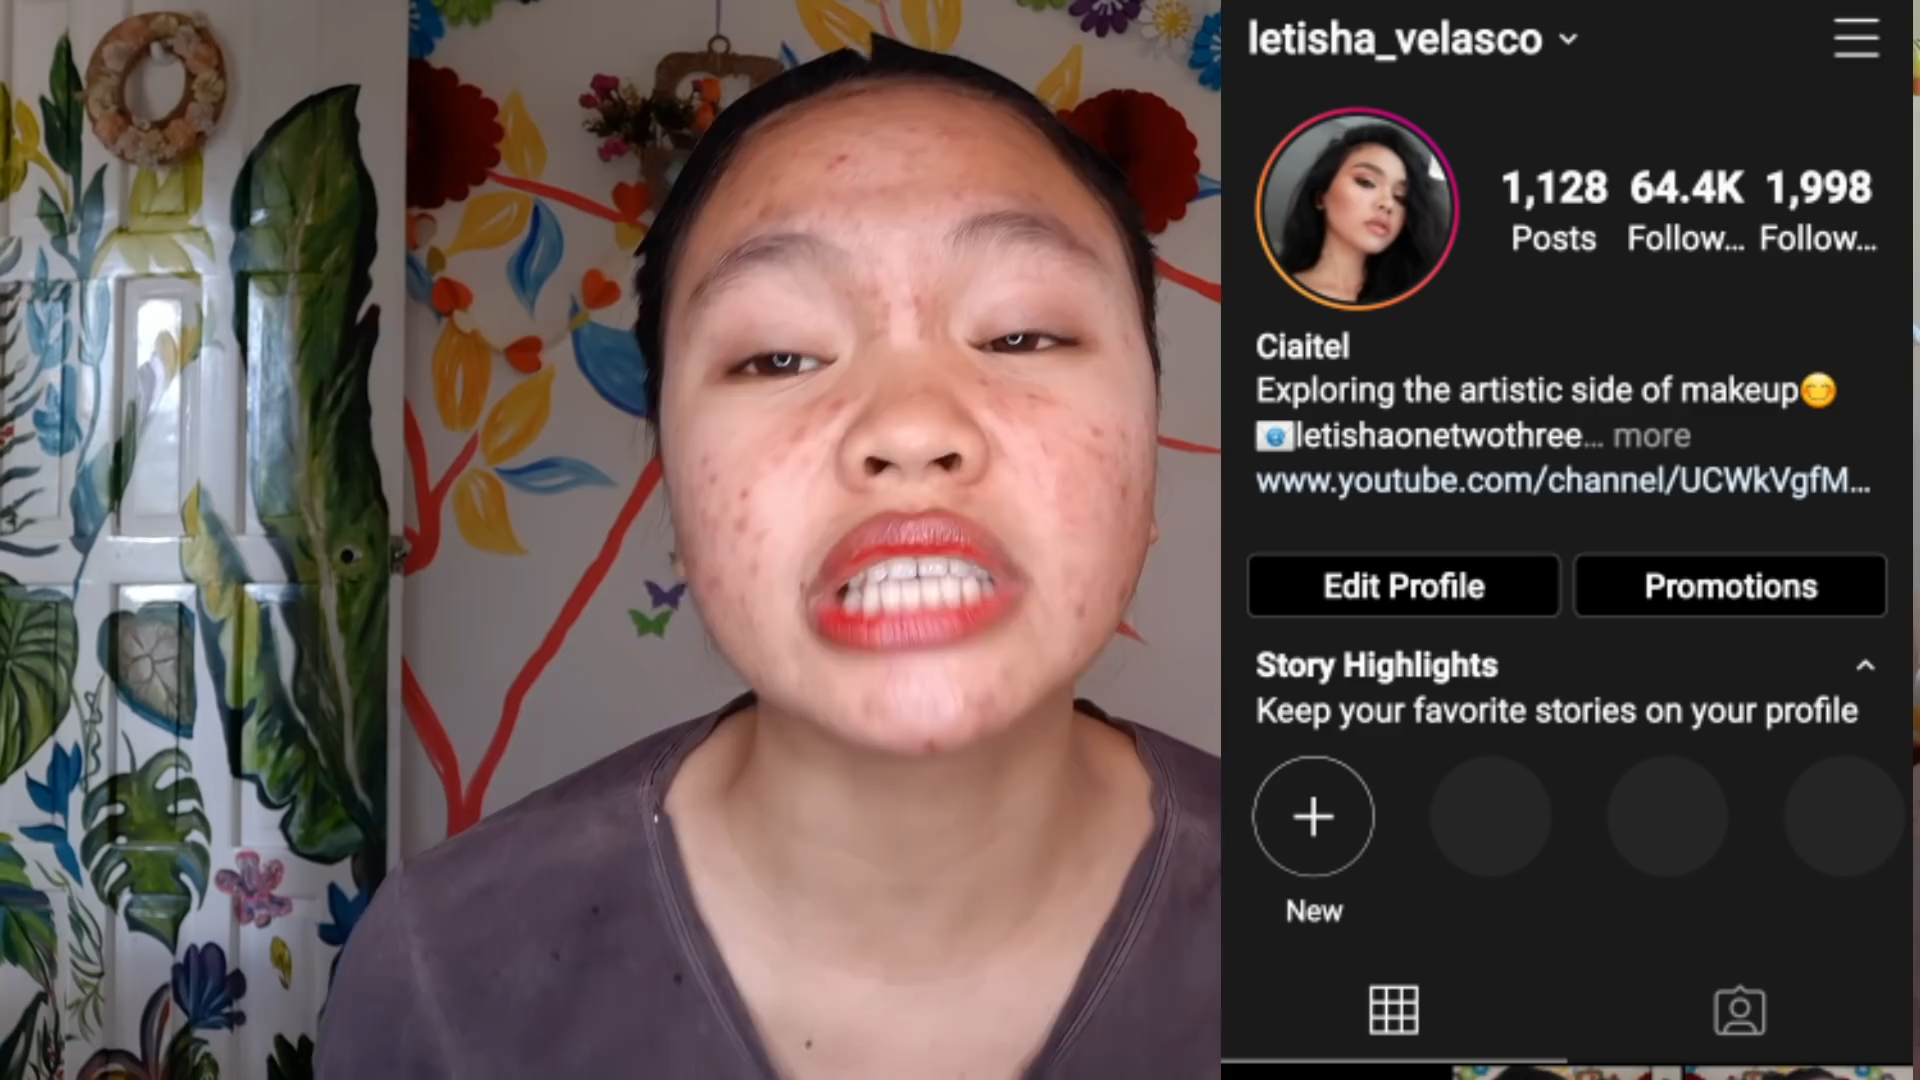 letisha_velasco
1,128 64.4K 1,998
Posts Follow... Follow...
Ciaitel
Exploring the artistic side of makeup😊
📧letishaonetwothree... more
www.youtube.com/channel/UCWkVgfM...
Edit Profile Promotions
Story Highlights
Keep your favorite stories on your profile
New